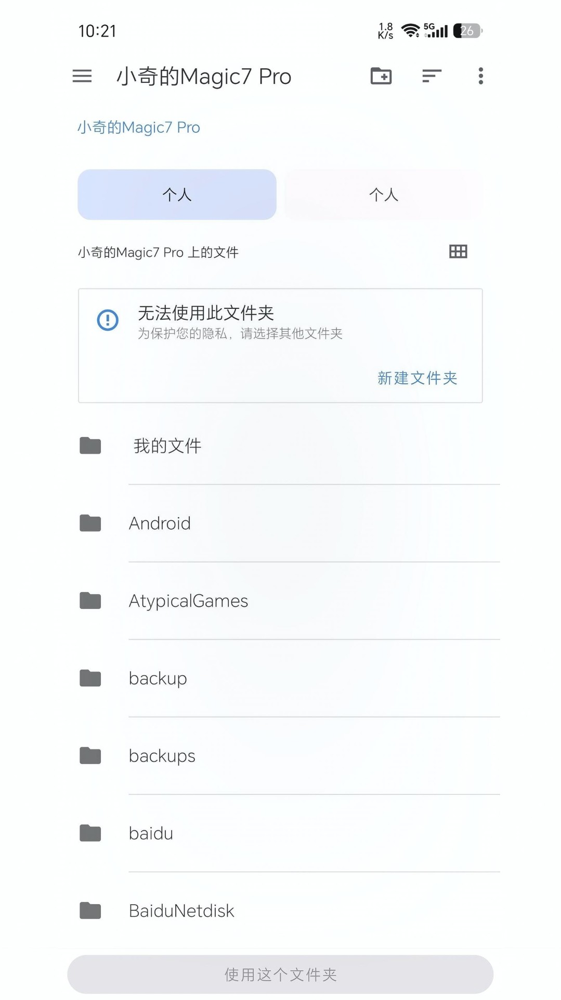 10:21
1.8
K/s
5G
26
小奇的Magic7 Pro
小奇的Magic7 Pro
个人
个人
小奇的Magic7 Pro 上的文件
无法使用此文件夹
为保护您的隐私，请选择其他文件夹
新建文件夹
我的文件
Android
AtypicalGames
backup
backups
baidu
BaiduNetdisk
使用这个文件夹